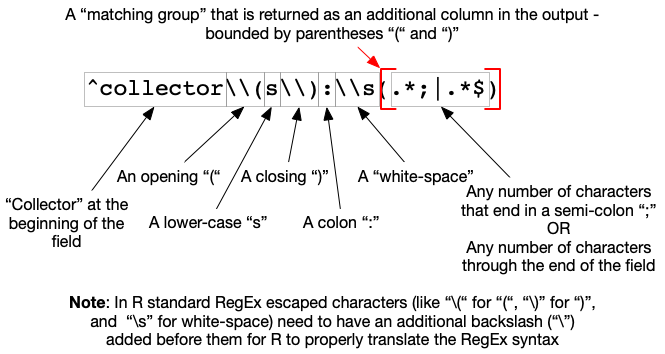 A “matching group” that is returned as an additional column in the output -
bounded by parentheses “(“ and “)”
^collector\\(s\\):\\s(.*;|.*$)
An opening “(“
A closing “)”
A “white-space”
“Collector” at the
beginning of the
field
A lower-case “s”
A colon “:”
Any number of characters
that end in a semi-colon “;”
OR
Any number of characters
through the end of the field
Note: In R standard RegEx escaped characters (like “\(“ for “(“, “\)” for “)”,
and “\s” for white-space) need to have an additional backslash (“\”)
added before them for R to properly translate the RegEx syntax